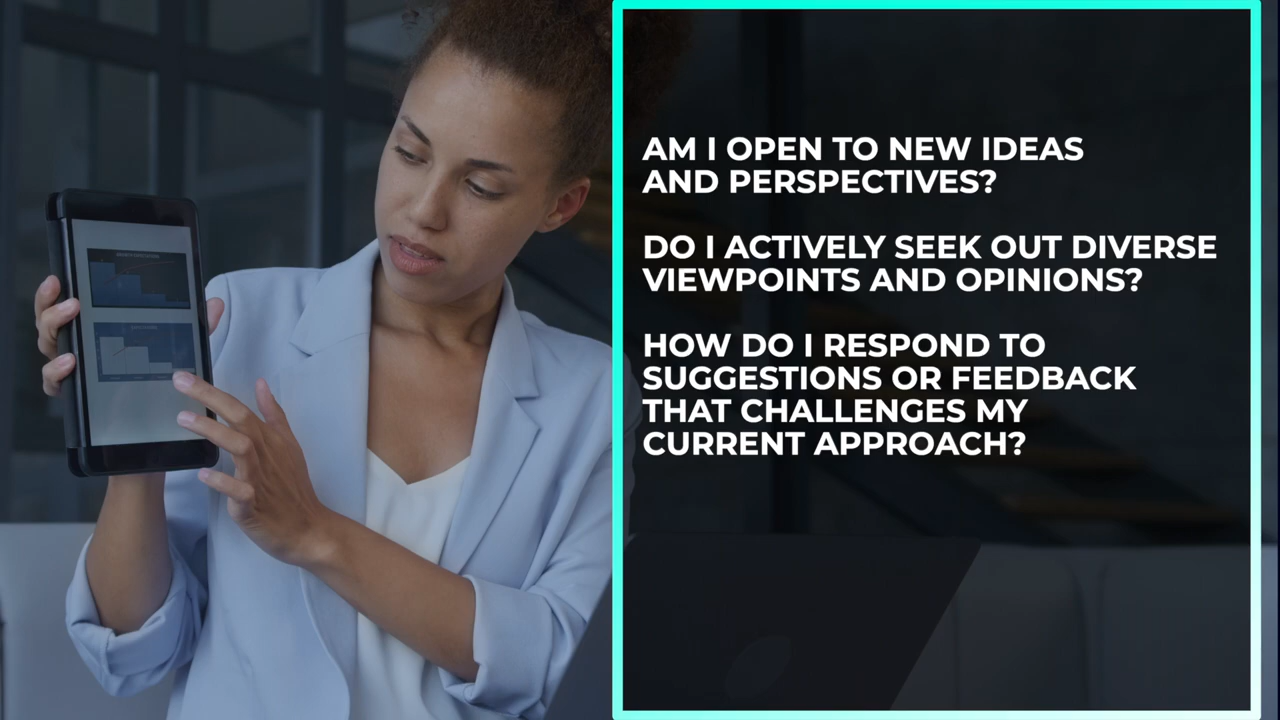 AM I OPEN TO NEW IDEAS
AND PERSPECTIVES?
DO I ACTIVELY SEEK OUT DIVERSE
VIEWPOINTS AND OPINIONS?
HOW DO I RESPOND TO
SUGGESTIONS OR FEEDBACK
THAT CHALLENGES MY
CURRENT APPROACH?